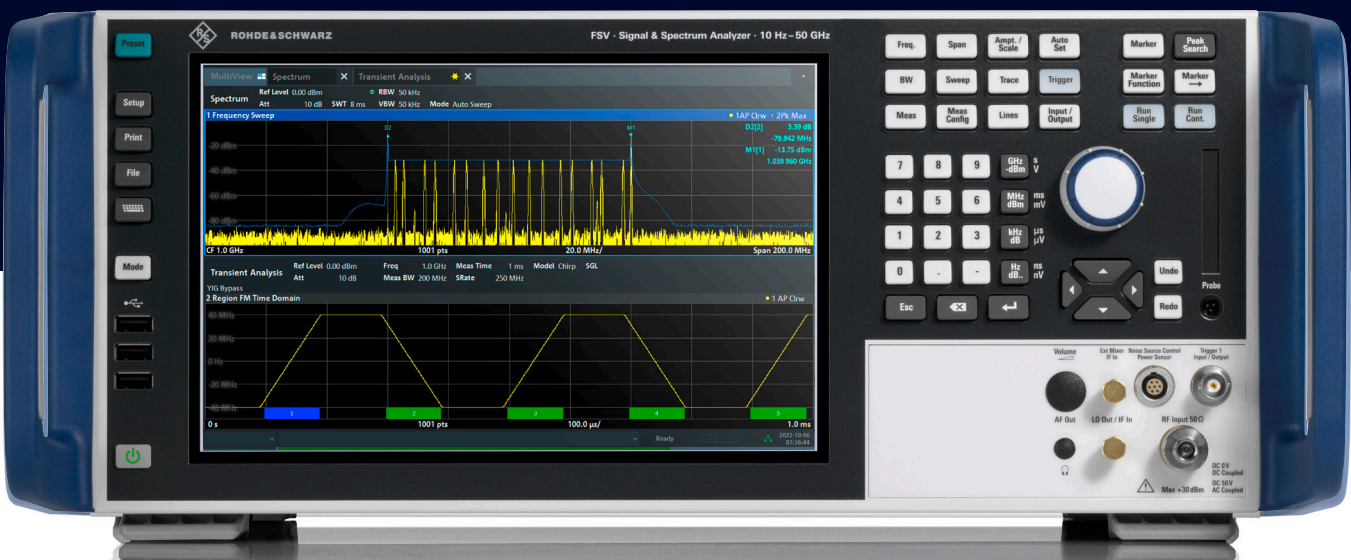 Preset
R&S
ROHDE&SCHWARZ
FSV · Signal & Spectrum Analyzer · 10 Hz – 50 GHz
MultiView Spectrum X Transient Analysis X
Spectrum
Ref Level 0.00 dBm RBW 50 kHz
Att 10 dB SWT 8 ms VBW 50 kHz Mode Auto Sweep
1 Frequency Sweep 1AP Clrw 2Pk Max
D2 M1 D2[2] 3.39 dB
-79.942 MHz
-20 dBm M1[1] -13.75 dBm
1.039 960 GHz
-40 dBm
-60 dBm
-80 dBm
CF 1.0 GHz 1001 pts 20.0 MHz/ Span 200.0 MHz
Transient Analysis
Ref Level 0.00 dBm Freq 1.0 GHz Meas Time 1 ms Model Chirp SGL
Att 10 dB Meas BW 200 MHz SRate 250 MHz
YIG Bypass
2 Region FM Time Domain 1 AP Clrw
40 MHz
20 MHz
0 Hz
-20 MHz
-40 MHz
1 2 3 4 5
0 s 1001 pts 100.0 µs/ 1.0 ms
Ready 2022-10-06
07:36:44
Setup
Print
File
Mode
Freq. Span Ampt. / Scale Auto Set Marker Peak Search
BW Sweep Trace Trigger Marker Function Marker →
Meas Meas Config Lines Input / Output Run Single Run Cont.
7 8 9 GHz -dBm s V
4 5 6 MHz dBm ms mV
1 2 3 kHz dB µs µV
0 . - Hz dB.. ns nV
Esc
Undo
Redo
Probe
Volume
Ext Mixer IF In
Noise Source Control Power Sensor
Trigger 1 Input / Output
AF Out LO Out / IF In RF Input 50 Ω
DC 0 V
DC Coupled
DC 50 V
AC Coupled
Max +30 dBm